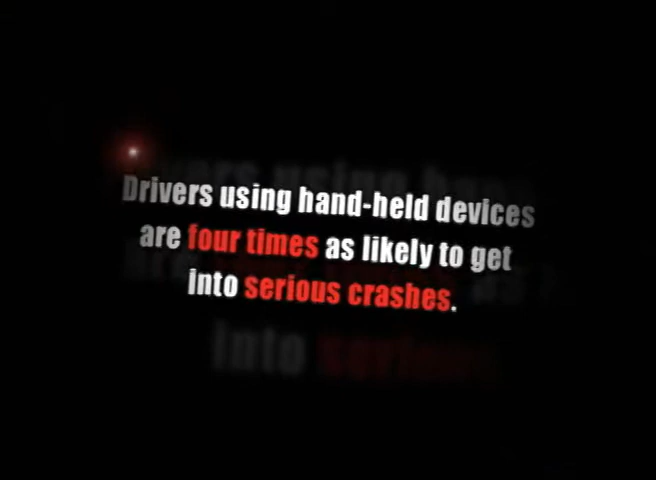 Drivers using hand-held devices
are four times as likely to get
into serious crashes.